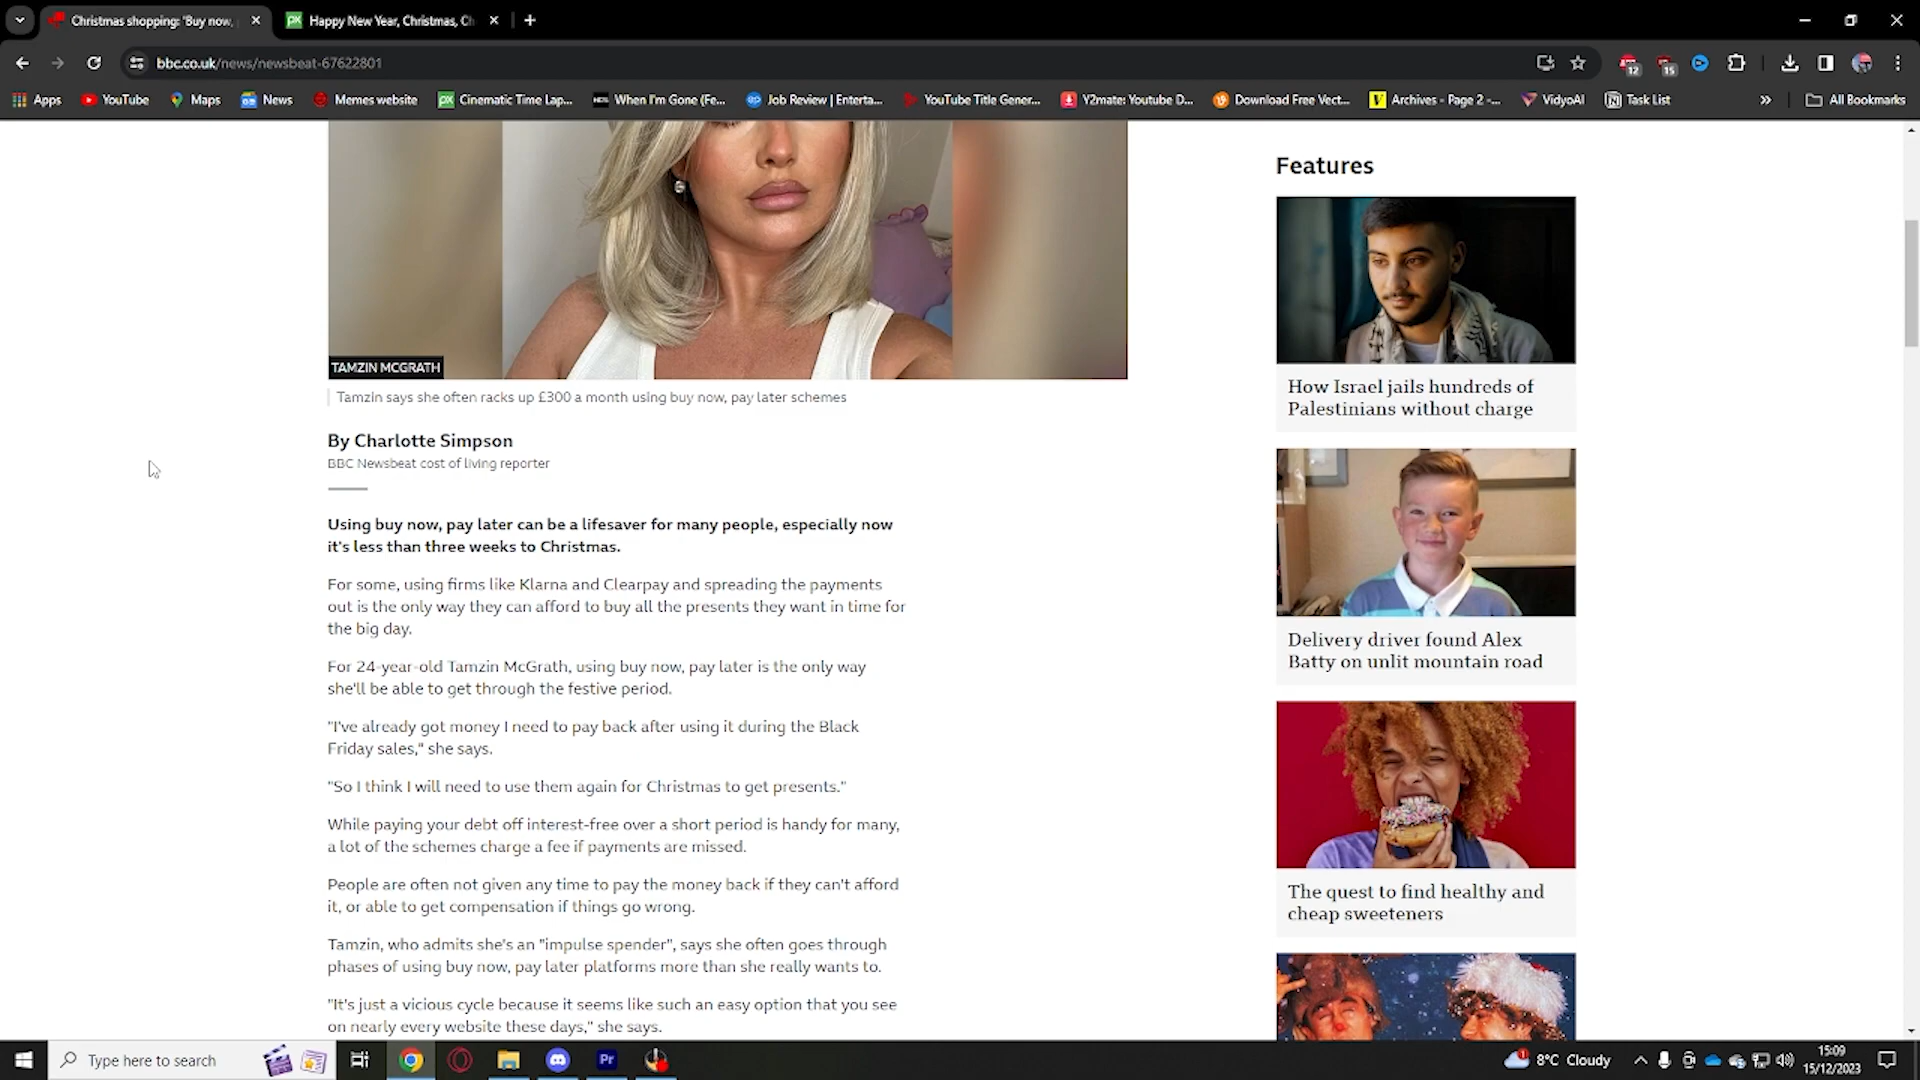 Christmas shopping: 'Buy now,
Happy New Year, Christmas, Ch
bbc.co.uk/news/newsbeat-67622801
12
15
Apps
YouTube
Maps
News
Memes website
Cinematic Time Lap...
When I'm Gone (Fe...
Job Review | Enterta...
YouTube Title Gener...
Y2mate: Youtube D...
Download Free Vect...
Archives - Page 2 -...
VidyoAI
Task List
All Bookmarks
TAMZIN MCGRATH
Tamzin says she often racks up £300 a month using buy now, pay later schemes
By Charlotte Simpson
BBC Newsbeat cost of living reporter
Using buy now, pay later can be a lifesaver for many people, especially now
it's less than three weeks to Christmas.
For some, using firms like Klarna and Clearpay and spreading the payments
out is the only way they can afford to buy all the presents they want in time for
the big day.
For 24-year-old Tamzin McGrath, using buy now, pay later is the only way
she'll be able to get through the festive period.
"I've already got money I need to pay back after using it during the Black
Friday sales," she says.
"So I think I will need to use them again for Christmas to get presents."
While paying your debt off interest-free over a short period is handy for many,
a lot of the schemes charge a fee if payments are missed.
People are often not given any time to pay the money back if they can't afford
it, or able to get compensation if things go wrong.
Tamzin, who admits she's an "impulse spender", says she often goes through
phases of using buy now, pay later platforms more than she really wants to.
"It's just a vicious cycle because it seems like such an easy option that you see
on nearly every website these days," she says.
Features
How Israel jails hundreds of
Palestinians without charge
Delivery driver found Alex
Batty on unlit mountain road
The quest to find healthy and
cheap sweeteners
Type here to search
Pr
8°C Cloudy
15:09
15/12/2023